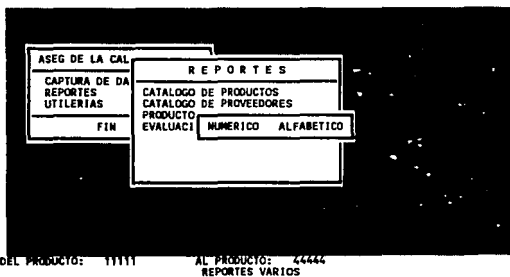 ASEG DE LA CAL
CAPTURA DE DA
REPORTES
UTILERIAS
FIN
REPORTES
CATALOGO DE PRODUCTOS
CATALOGO DE PROVEEDORES
PRODUCTO
EVALUACI
NUMERICO ALFABETICO
DEL PRODUCTO: 11111 AL PRODUCTO: 44444
REPORTES VARIOS